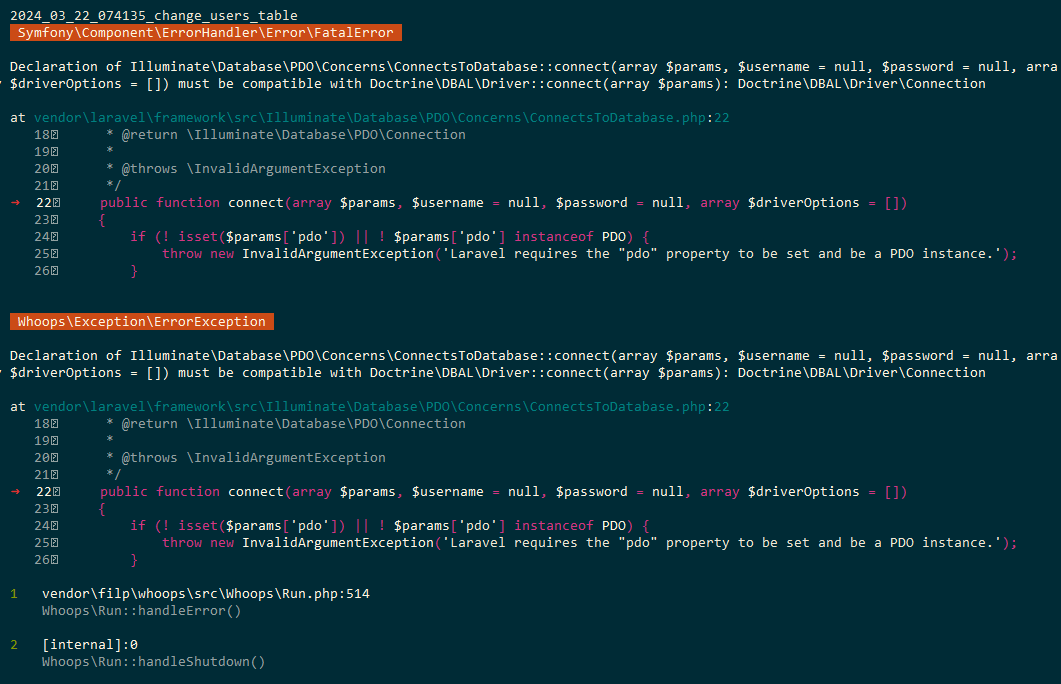 2024_03_22_074135_change_users_table
Symfony\Component\ErrorHandler\Error\FatalError
Declaration of Illuminate\Database\PDO\Concerns\ConnectsToDatabase::connect(array $params, $username = null, $password = null, arra
$driverOptions = []) must be compatible with Doctrine\DBAL\Driver::connect(array $params): Doctrine\DBAL\Driver\Connection
at vendor\laravel\framework\src\Illuminate\Database\PDO\Concerns\ConnectsToDatabase.php:22
18 * @return \Illuminate\Database\PDO\Connection
19 *
20 * @throws \InvalidArgumentException
21 */
→ 22 public function connect(array $params, $username = null, $password = null, array $driverOptions = [])
23 {
24 if (! isset($params['pdo']) || ! $params['pdo'] instanceof PDO) {
25 throw new InvalidArgumentException('Laravel requires the "pdo" property to be set and be a PDO instance.');
26 }
Whoops\Exception\ErrorException
Declaration of Illuminate\Database\PDO\Concerns\ConnectsToDatabase::connect(array $params, $username = null, $password = null, arra
$driverOptions = []) must be compatible with Doctrine\DBAL\Driver::connect(array $params): Doctrine\DBAL\Driver\Connection
at vendor\laravel\framework\src\Illuminate\Database\PDO\Concerns\ConnectsToDatabase.php:22
18 * @return \Illuminate\Database\PDO\Connection
19 *
20 * @throws \InvalidArgumentException
21 */
→ 22 public function connect(array $params, $username = null, $password = null, array $driverOptions = [])
23 {
24 if (! isset($params['pdo']) || ! $params['pdo'] instanceof PDO) {
25 throw new InvalidArgumentException('Laravel requires the "pdo" property to be set and be a PDO instance.');
26 }
1 vendor\filp\whoops\src\Whoops\Run.php:514
Whoops\Run::handleError()
2 [internal]:0
Whoops\Run::handleShutdown()